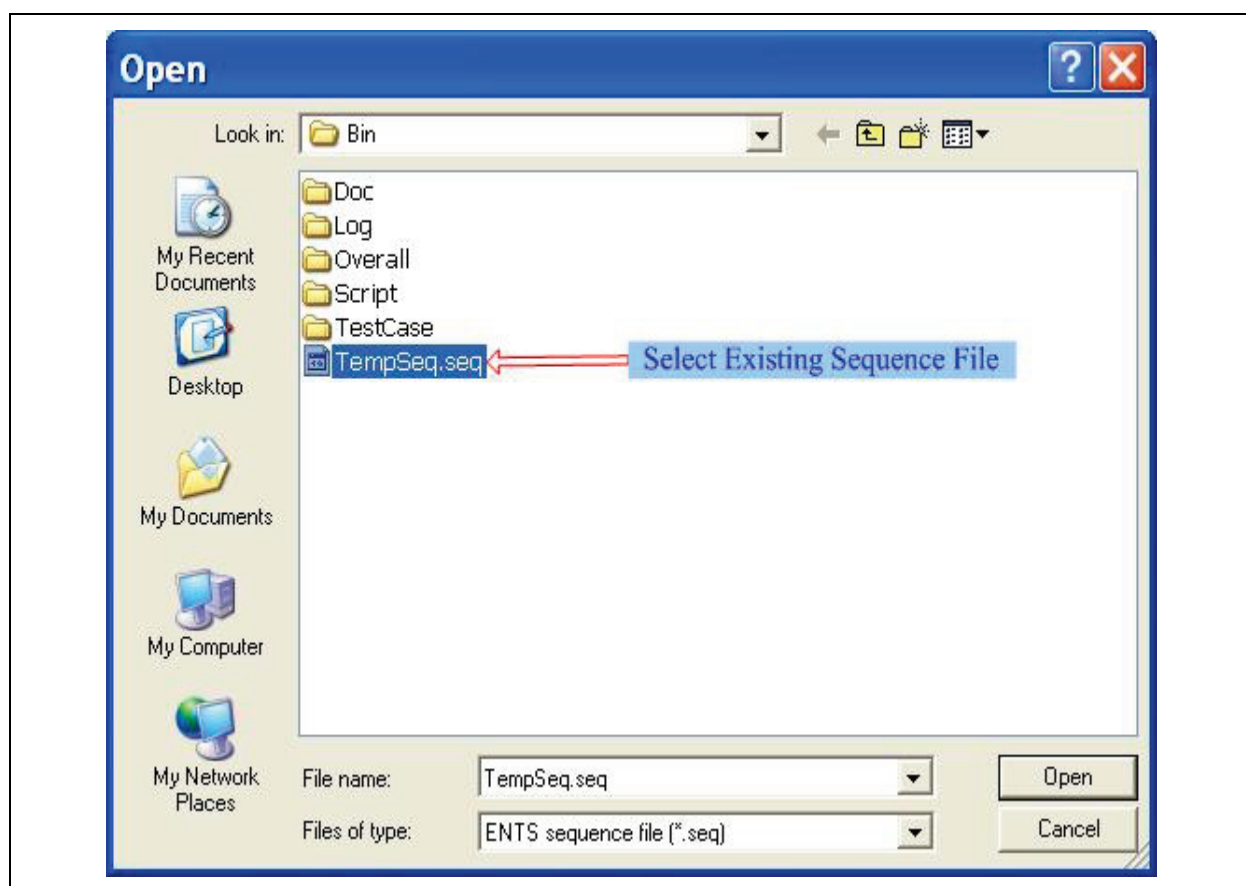 Open
Look in: Bin
Doc
Log
Overall
Script
TestCase
TempSeq.seq Select Existing Sequence File
My Recent
Documents
Desktop
My Documents
My Computer
My Network
Places
File name: TempSeq.seq Open
Files of type: ENTS sequence file (*.seq) Cancel